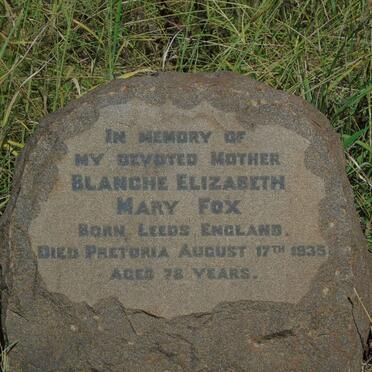 In memory of
my devoted Mother
Blanche Elizabeth
Mary Fox
Born Leeds England.
Died Pretoria August 17th 1935
aged 78 years.